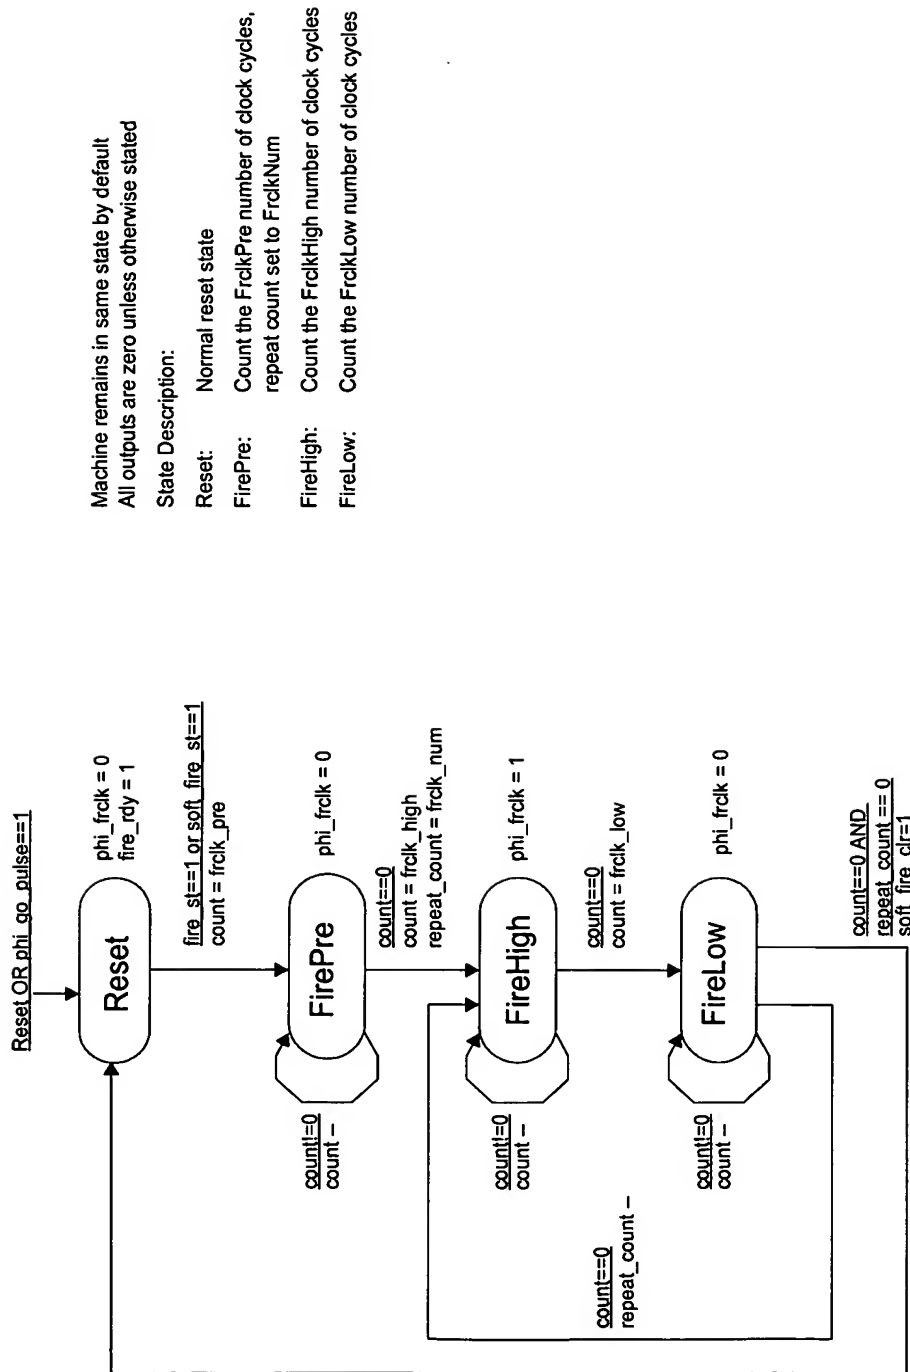 Reset OR phi_go_pulse==1
Reset
phi_frclk = 0
fire_rdy = 1
fire_st==1 or soft_fire_st==1
count = frclk_pre
FirePre
phi_frclk = 0
count!=0
count –
count==0
count = frclk_high
repeat_count = frclk_num
FireHigh
phi_frclk = 1
count!=0
count –
count==0
count = frclk_low
FireLow
phi_frclk = 0
count!=0
count –
count==0
repeat_count –
count==0 AND
repeat_count == 0
soft_fire_clr=1
Machine remains in same state by default
All outputs are zero unless otherwise stated
State Description:
Reset: Normal reset state
FirePre: Count the FrclkPre number of clock cycles,
repeat count set to FrclkNum
FireHigh: Count the FrclkHigh number of clock cycles
FireLow: Count the FrclkLow number of clock cycles